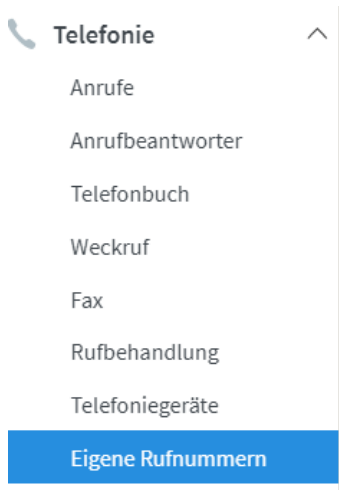 Telefonie
Anrufe
Anrufbeantworter
Telefonbuch
Weckruf
Fax
Rufbehandlung
Telefoniegeräte
Eigene Rufnummern